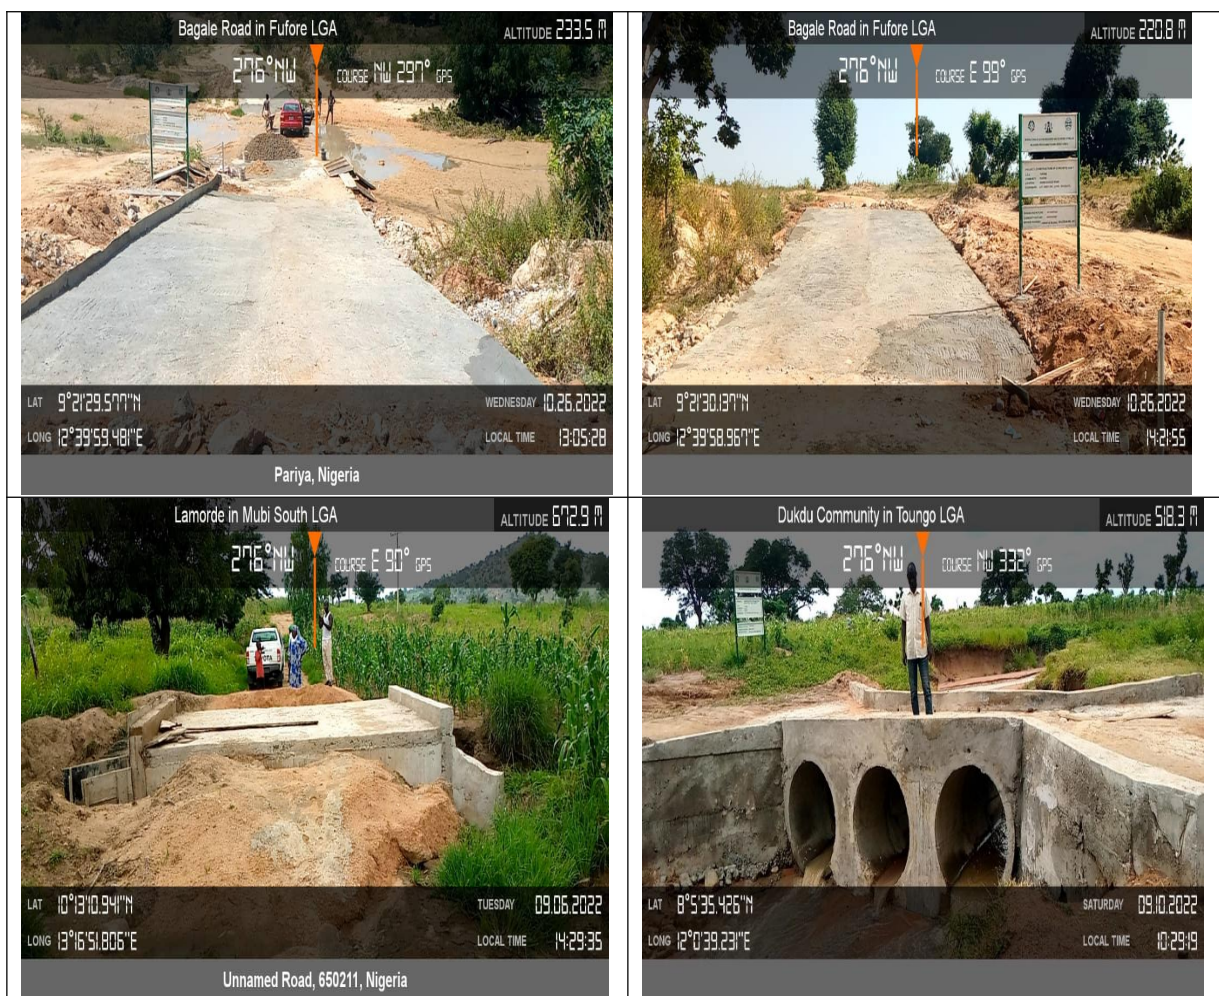 Bagale Road in Fufore LGA
ALTITUDE 233.5 m
276°NW COURSE NW 297° GPS
LAT 9°21'29.577"N
WEDNESDAY 10.26.2022
LONG 12°39'59.481"E
LOCAL TIME 13:05:28
Pariya, Nigeria
Bagale Road in Fufore LGA
ALTITUDE 220.8 m
276°NW COURSE E 99° GPS
LAT 9°21'30.137"N
WEDNESDAY 10.26.2022
LONG 12°39'58.967"E
LOCAL TIME 14:21:55
Lamorde in Mubi South LGA
ALTITUDE 672.9 m
276°NW COURSE E 90° GPS
LAT 10°13'10.941"N
TUESDAY 09.06.2022
LONG 13°16'51.806"E
LOCAL TIME 14:29:35
Unnamed Road, 650211, Nigeria
Dukdu Community in Toungo LGA
ALTITUDE 518.3 m
276°NW COURSE NW 332° GPS
LAT 8°5'35.426"N
SATURDAY 09.10.2022
LONG 12°0'39.231"E
LOCAL TIME 10:29:19